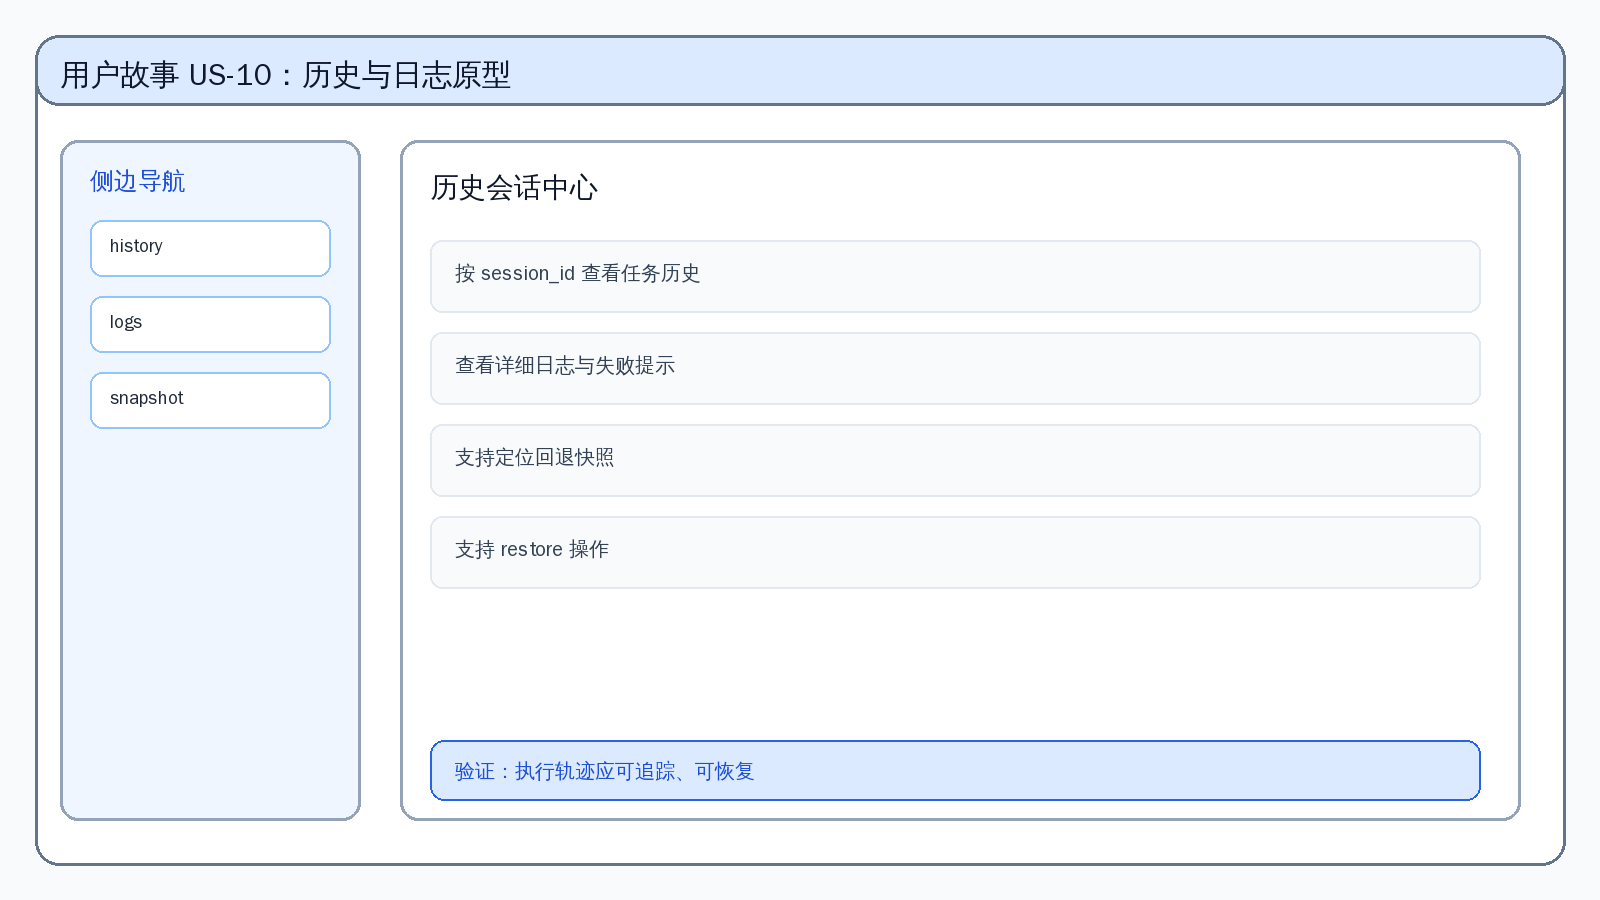 用户故事 US-10：历史与日志原型
侧边导航
history
logs
snapshot
历史会话中心
按 session_id 查看任务历史
查看详细日志与失败提示
支持定位回退快照
支持 restore 操作
验证：执行轨迹应可追踪、可恢复